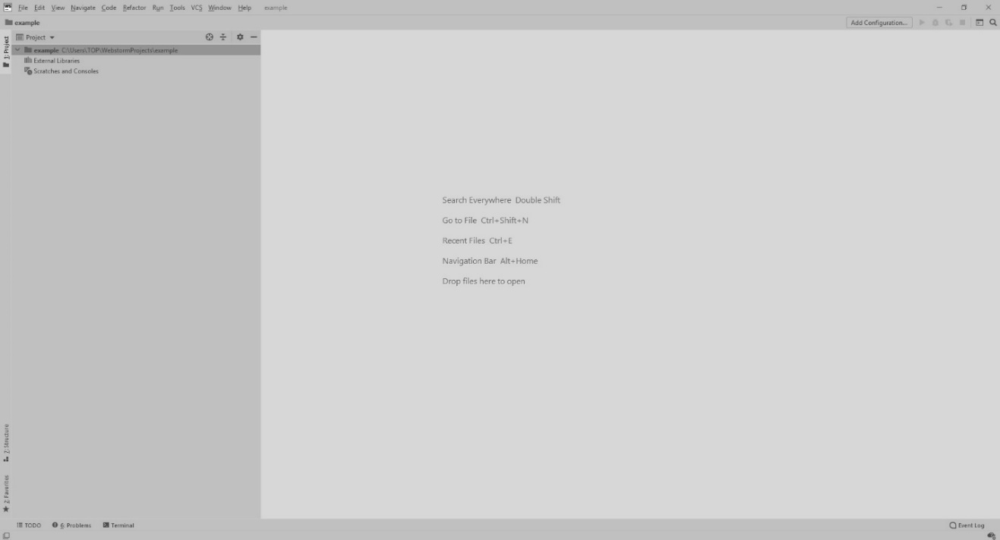 WS File Edit View Navigate Code Refactor Run Tools VCS Window Help example
example
Add Configuration...
1: Project
Project
example C:\Users\TOP\WebstormProjects\example
External Libraries
Scratches and Consoles
Search Everywhere Double Shift
Go to File Ctrl+Shift+N
Recent Files Ctrl+E
Navigation Bar Alt+Home
Drop files here to open
7: Structure
2: Favorites
TODO 6: Problems Terminal
Event Log